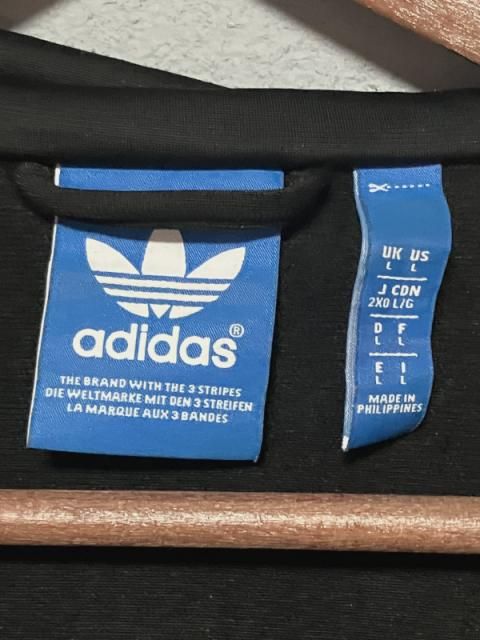 adidas®
THE BRAND WITH THE 3 STRIPES
DIE WELTMARKE MIT DEN 3 STREIFEN
LA MARQUE AUX 3 BANDES
UK US
L L
J CDN
2XO L/G
D F
L L
E I
L L
MADE IN
PHILIPPINES